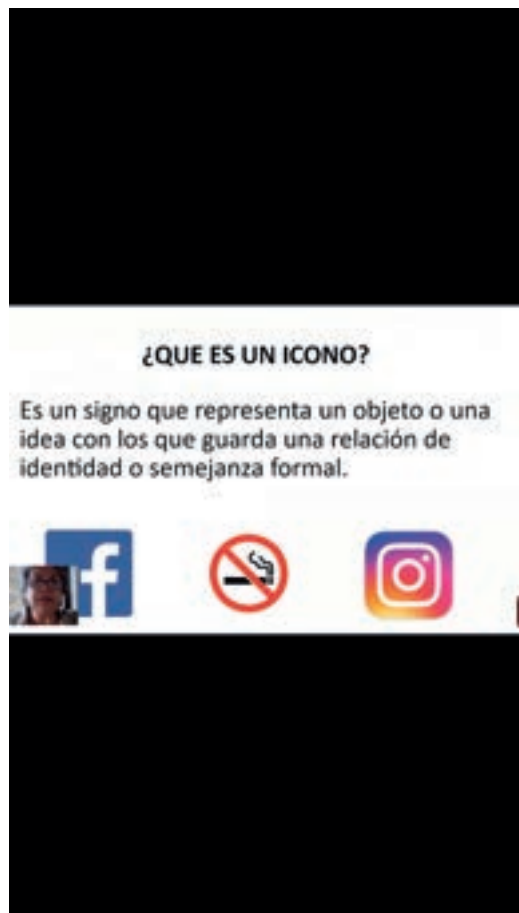 ¿QUE ES UN ICONO?
Es un signo que representa un objeto o una
idea con los que guarda una relación de
identidad o semejanza formal.
f